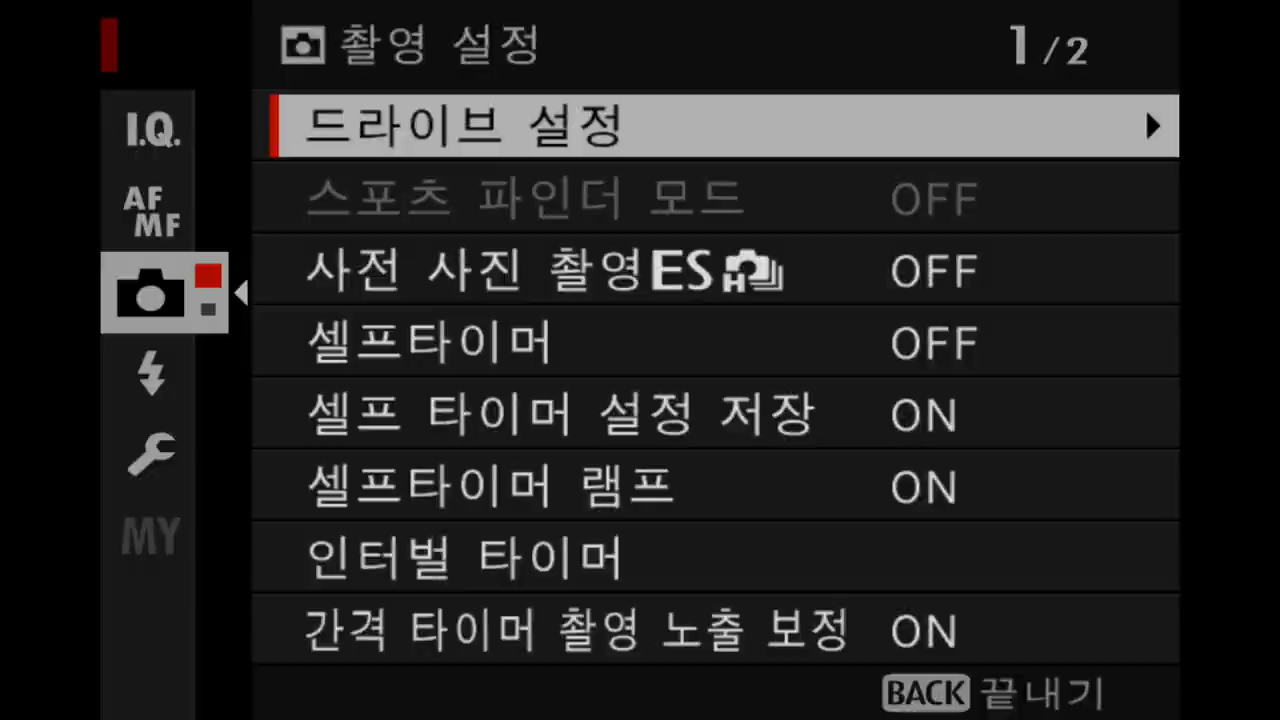 촬영 설정 1/2
I.Q.
AF
MF
MY
드라이브 설정
스포츠 파인더 모드 OFF
사전 사진 촬영ES H OFF
셀프타이머 OFF
셀프 타이머 설정 저장 ON
셀프타이머 램프 ON
인터벌 타이머
간격 타이머 촬영 노출 보정 ON
BACK 끝내기